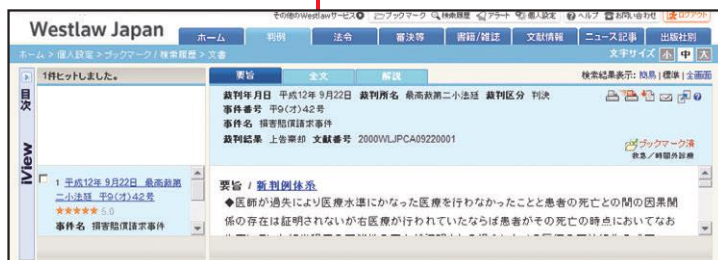 その他のWestlawサービス ブックマーク 検索履歴 アラート 個人設定 ヘルプ お問い合わせ ログアウト
Westlaw Japan
ホーム 判例 法令 審決等 書籍/雑誌 文献情報 ニュース記事 出版社別
ホーム > 個人設定 > ブックマーク / 検索履歴 > 文書
文字サイズ 小 中 大
1件ヒットしました。
要旨 全文 解説
検索結果表示: 簡易 | 標準 | 全画面
目次
iView
裁判年月日 平成12年 9月22日 裁判所名 最高裁第二小法廷 裁判区分 判決
事件番号 平9(オ)42号
事件名 損害賠償請求事件
裁判結果 上告棄却 文献番号 2000WLJPCA09220001
ブックマーク済
救急/時間外診療
1 平成12年 9月22日 最高裁第
二小法廷 平9(オ)42号
★★★★★ 5.0
事件名 損害賠償請求事件
要旨 / 新判例体系
◆医師が過失により医療水準にかなった医療を行わなかったことと患者の死亡との間の因果関
係の存在は証明されないが右医療が行われていたならば患者がその死亡の時点においてなお